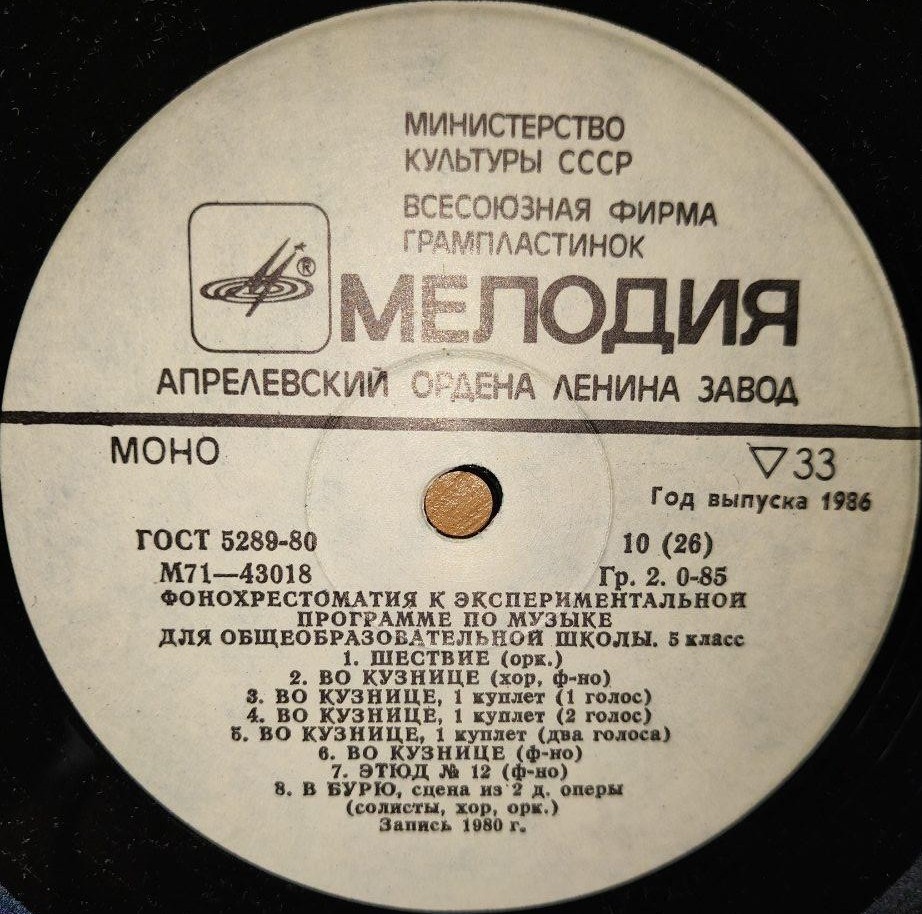 МИНИСТЕРСТВО
КУЛЬТУРЫ СССР
ВСЕСОЮЗНАЯ ФИРМА
ГРАМПЛАСТИНОК
®
МЕЛОДИЯ
АПРЕЛЕВСКИЙ ОРДЕНА ЛЕНИНА ЗАВОД
МОНО
▽33
Год выпуска 1986
ГОСТ 5289-80
10 (26)
М71—43018
Гр. 2. 0-85
ФОНОХРЕСТОМАТИЯ К ЭКСПЕРИМЕНТАЛЬНОЙ
ПРОГРАММЕ ПО МУЗЫКЕ
ДЛЯ ОБЩЕОБРАЗОВАТЕЛЬНОЙ ШКОЛЫ. 5 класс
1. ШЕСТВИЕ (орк.)
2. ВО КУЗНИЦЕ (хор, ф-но)
3. ВО КУЗНИЦЕ, 1 куплет (1 голос)
4. ВО КУЗНИЦЕ, 1 куплет (2 голос)
5. ВО КУЗНИЦЕ, 1 куплет (два голоса)
6. ВО КУЗНИЦЕ (ф-но)
7. ЭТЮД № 12 (ф-но)
8. В БУРЮ, сцена из 2 д. оперы
(солисты, хор, орк.)
Запись 1980 г.